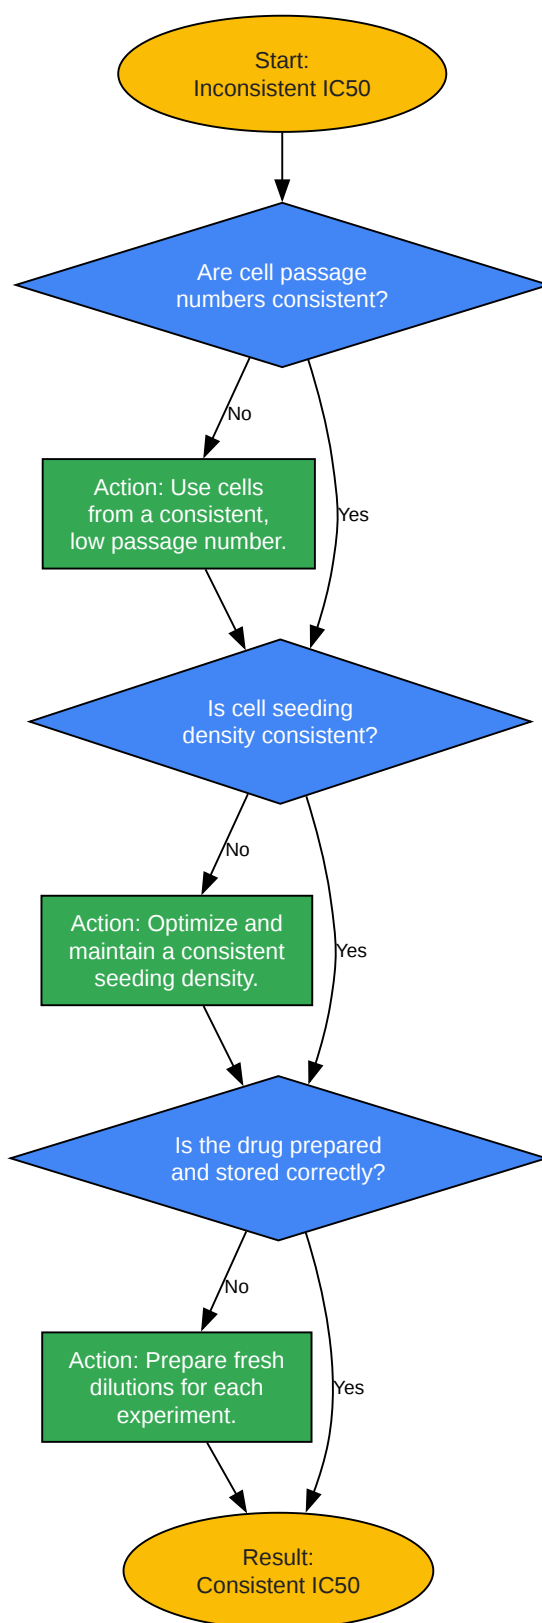 Start:
Inconsistent IC50
Are cell passage
numbers consistent?
No
Action: Use cells
from a consistent,
low passage number.
Yes
Is cell seeding
density consistent?
No
Action: Optimize and
maintain a consistent
seeding density.
Yes
Is the drug prepared
and stored correctly?
No
Action: Prepare fresh
dilutions for each
experiment.
Yes
Result:
Consistent IC50